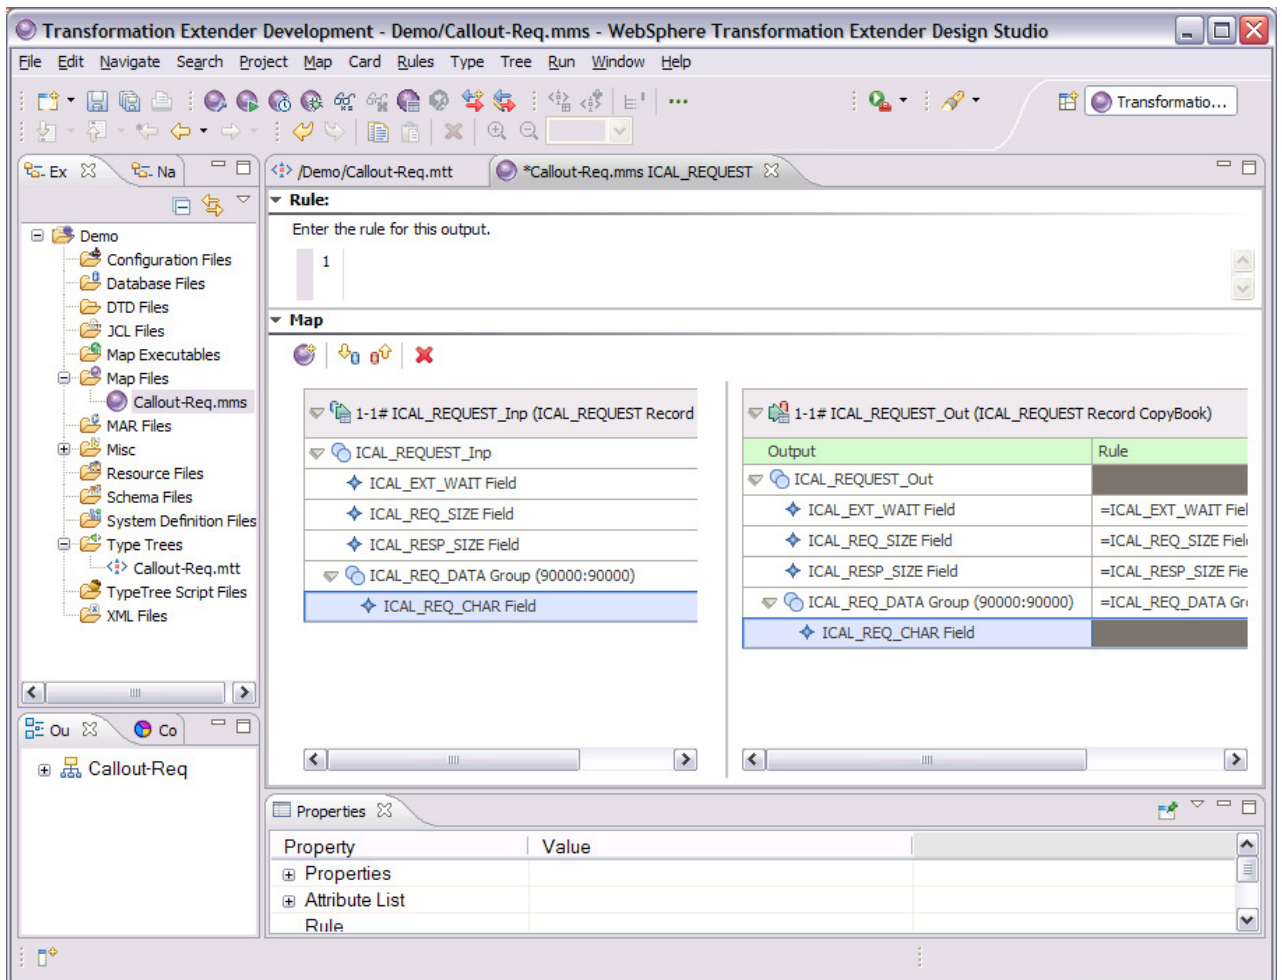 Transformation Extender Development - Demo/Callout-Req.mms - WebSphere Transformation Extender Design Studio
File Edit Navigate Search Project Map Card Rules Type Tree Run Window Help
Transformatio...
Ex Na
/Demo/Callout-Req.mtt *Callout-Req.mms ICAL_REQUEST
Demo
Configuration Files
Database Files
DTD Files
JCL Files
Map Executables
Map Files
Callout-Req.mms
MAR Files
Misc
Resource Files
Schema Files
System Definition Files
Type Trees
Callout-Req.mtt
TypeTree Script Files
XML Files
Ou Co
Callout-Req
Rule:
Enter the rule for this output.
1
Map
1-1# ICAL_REQUEST_Inp (ICAL_REQUEST Record
ICAL_REQUEST_Inp
ICAL_EXT_WAIT Field
ICAL_REQ_SIZE Field
ICAL_RESP_SIZE Field
ICAL_REQ_DATA Group (90000:90000)
ICAL_REQ_CHAR Field
1-1# ICAL_REQUEST_Out (ICAL_REQUEST Record CopyBook)
Output Rule
ICAL_REQUEST_Out
ICAL_EXT_WAIT Field =ICAL_EXT_WAIT Fiel
ICAL_REQ_SIZE Field =ICAL_REQ_SIZE Field
ICAL_RESP_SIZE Field =ICAL_RESP_SIZE Fie
ICAL_REQ_DATA Group (90000:90000) =ICAL_REQ_DATA Gro
ICAL_REQ_CHAR Field
Properties
Property Value
Properties
Attribute List
Rule